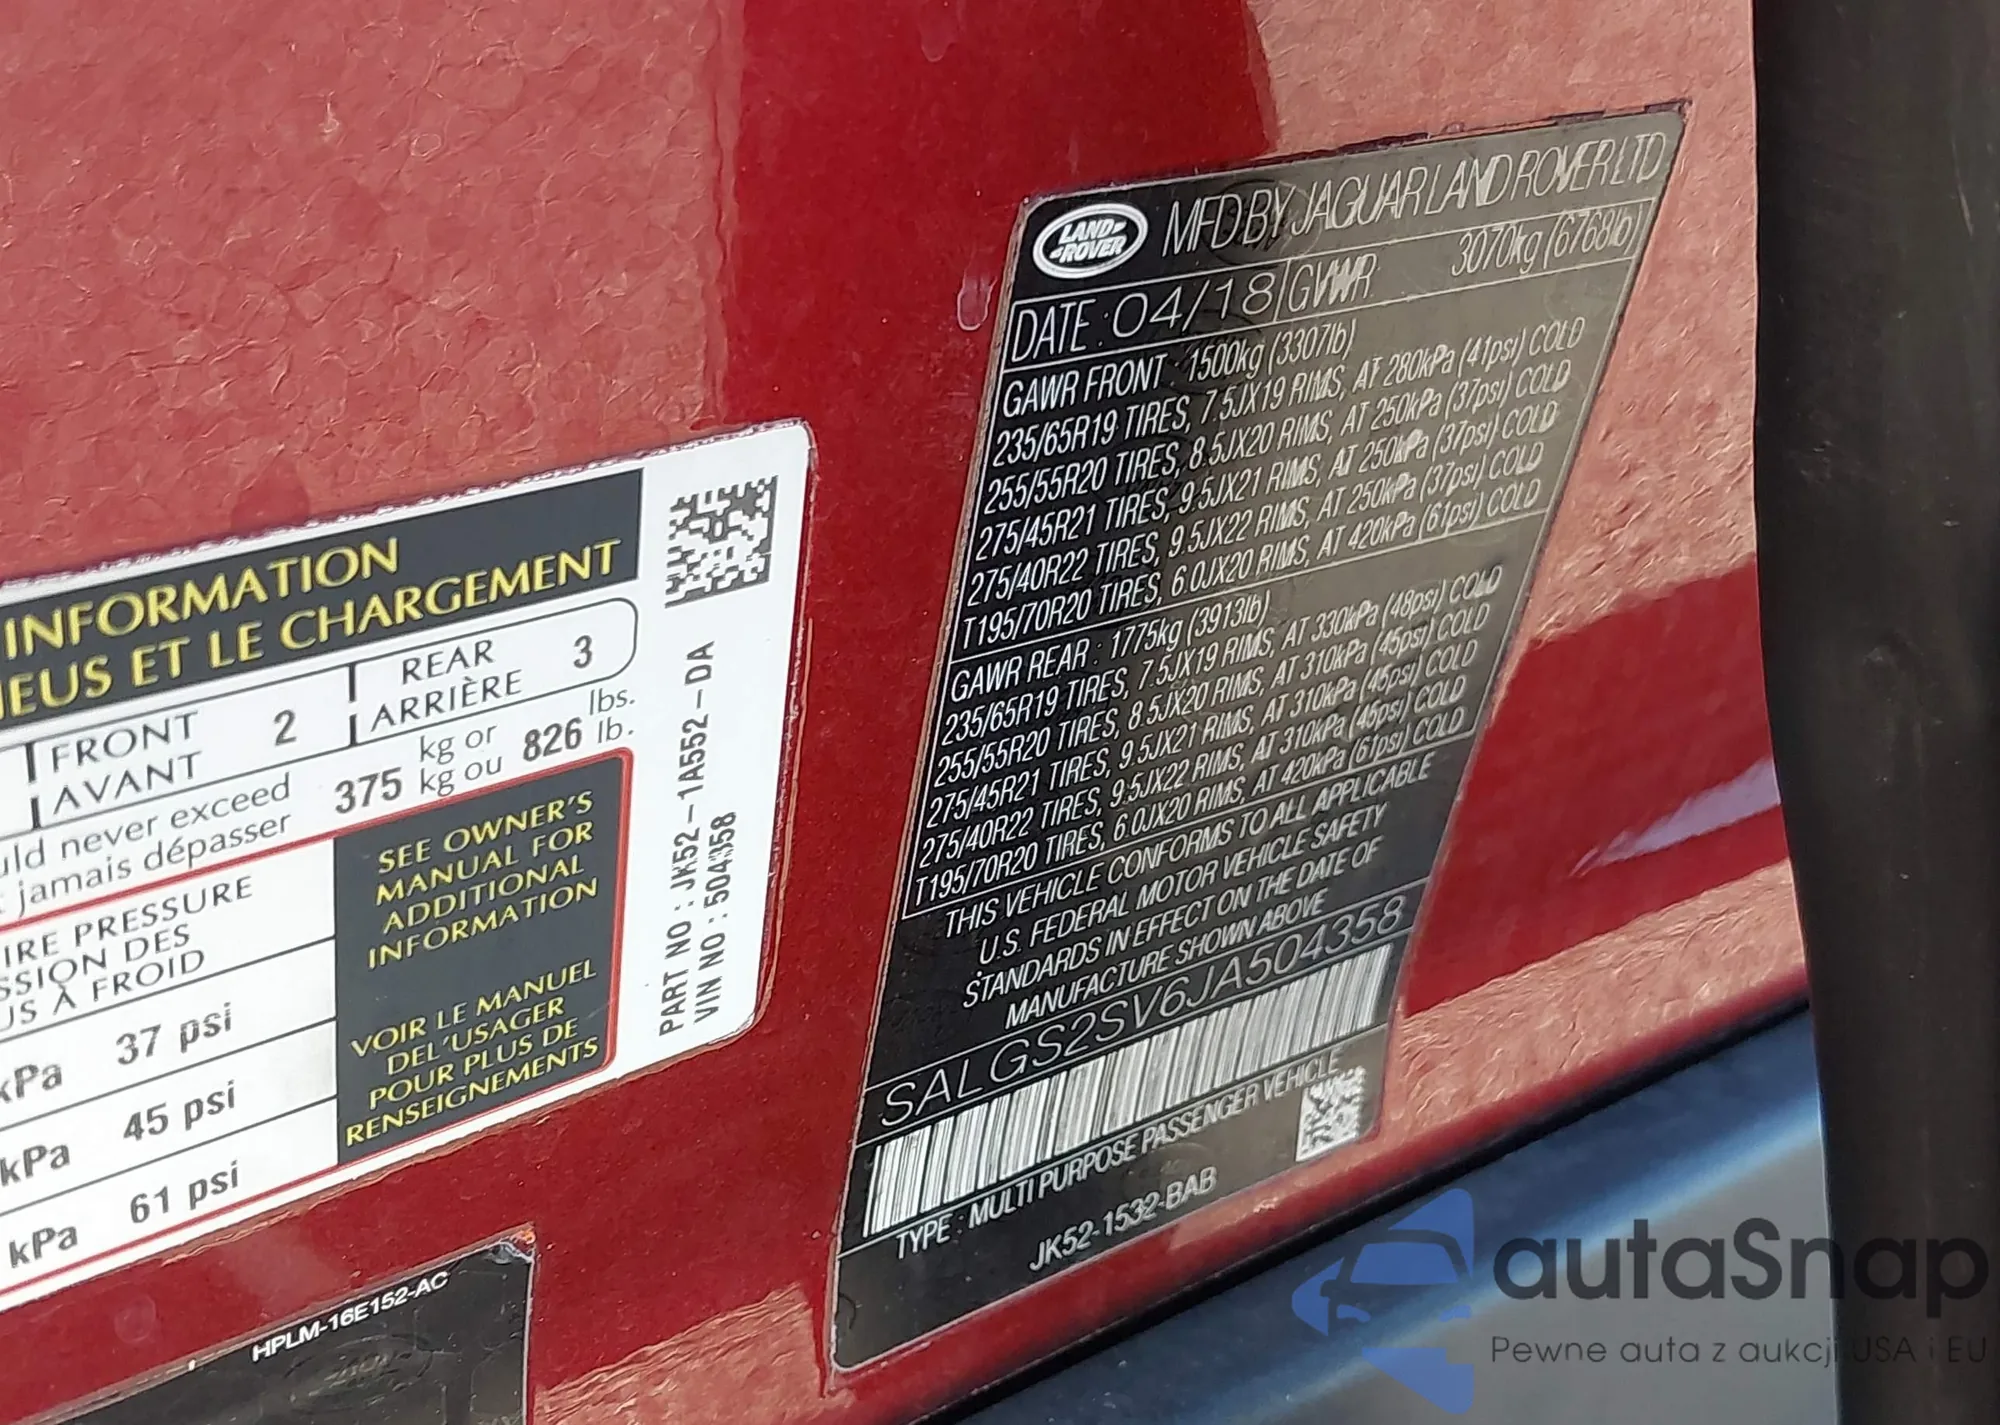 INFORMATION
NEUS ET LE CHARGEMENT
FRONT
AVANT
2
REAR
ARRIÈRE
3
never exceed
jamais dépasser
375
kg or
kg ou
826
lbs.
lb.
PRESSURE
DES
À FROID
kPa 37 psi
kPa 45 psi
kPa 61 psi
SEE OWNER'S
MANUAL FOR
ADDITIONAL
INFORMATION
VOIR LE MANUEL
DEL'USAGER
POUR PLUS DE
RENSEIGNEMENTS
PART NO : JK52-1A552-DA
VIN NO : 504358
HPLM-16E152-AC
LAND
ROVER
MFD BY JAGUAR LAND ROVER LTD
DATE : 04/18 GVWR : 3070kg (6768lb)
GAWR FRONT : 1500kg (3307lb)
235/65R19 TIRES, 7.5JX19 RIMS, AT 280kPa (41psi) COLD
255/55R20 TIRES, 8.5JX20 RIMS, AT 250kPa (37psi) COLD
275/45R21 TIRES, 9.5JX21 RIMS, AT 250kPa (37psi) COLD
275/40R22 TIRES, 9.5JX22 RIMS, AT 250kPa (37psi) COLD
T195/70R20 TIRES, 6.0JX20 RIMS, AT 420kPa (61psi) COLD
GAWR REAR : 1775kg (3913lb)
235/65R19 TIRES, 7.5JX19 RIMS, AT 330kPa (48psi) COLD
255/55R20 TIRES, 8.5JX20 RIMS, AT 310kPa (45psi) COLD
275/45R21 TIRES, 9.5JX21 RIMS, AT 310kPa (45psi) COLD
275/40R22 TIRES, 9.5JX22 RIMS, AT 310kPa (45psi) COLD
T195/70R20 TIRES, 6.0JX20 RIMS, AT 420kPa (61psi) COLD
THIS VEHICLE CONFORMS TO ALL APPLICABLE
U.S. FEDERAL MOTOR VEHICLE SAFETY
STANDARDS IN EFFECT ON THE DATE OF
MANUFACTURE SHOWN ABOVE
SALGS2SV6JA504358
TYPE : MULTI PURPOSE PASSENGER VEHICLE
JK52-1532-BAB
autaSnap
Pewne auta z aukcji USA i EU